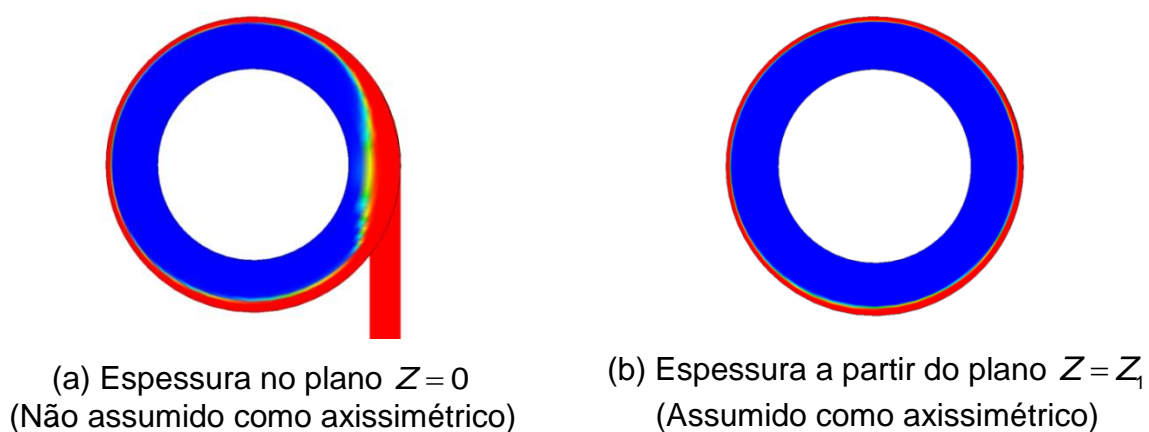 (a) Espessura no plano Z = 0
(Não assumido como axissimétrico)
(b) Espessura a partir do plano Z = Z₁
(Assumido como axissimétrico)